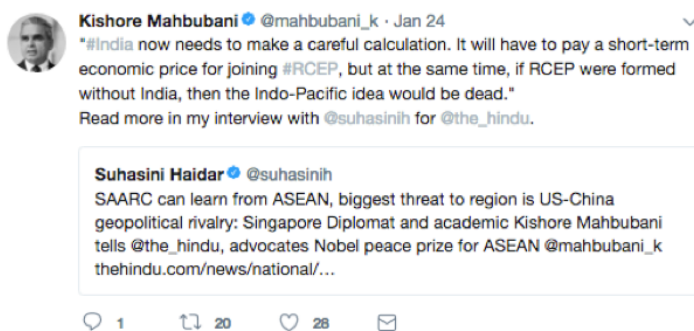 Kishore Mahbubani @mahbubani_k · Jan 24
"#India now needs to make a careful calculation. It will have to pay a short-term
economic price for joining #RCEP, but at the same time, if RCEP were formed
without India, then the Indo-Pacific idea would be dead."
Read more in my interview with @suhasinih for @the_hindu.
Suhasini Haidar @suhasinih
SAARC can learn from ASEAN, biggest threat to region is US-China
geopolitical rivalry: Singapore Diplomat and academic Kishore Mahbubani
tells @the_hindu, advocates Nobel peace prize for ASEAN @mahbubani_k
thehindu.com/news/national/…
1 20 28